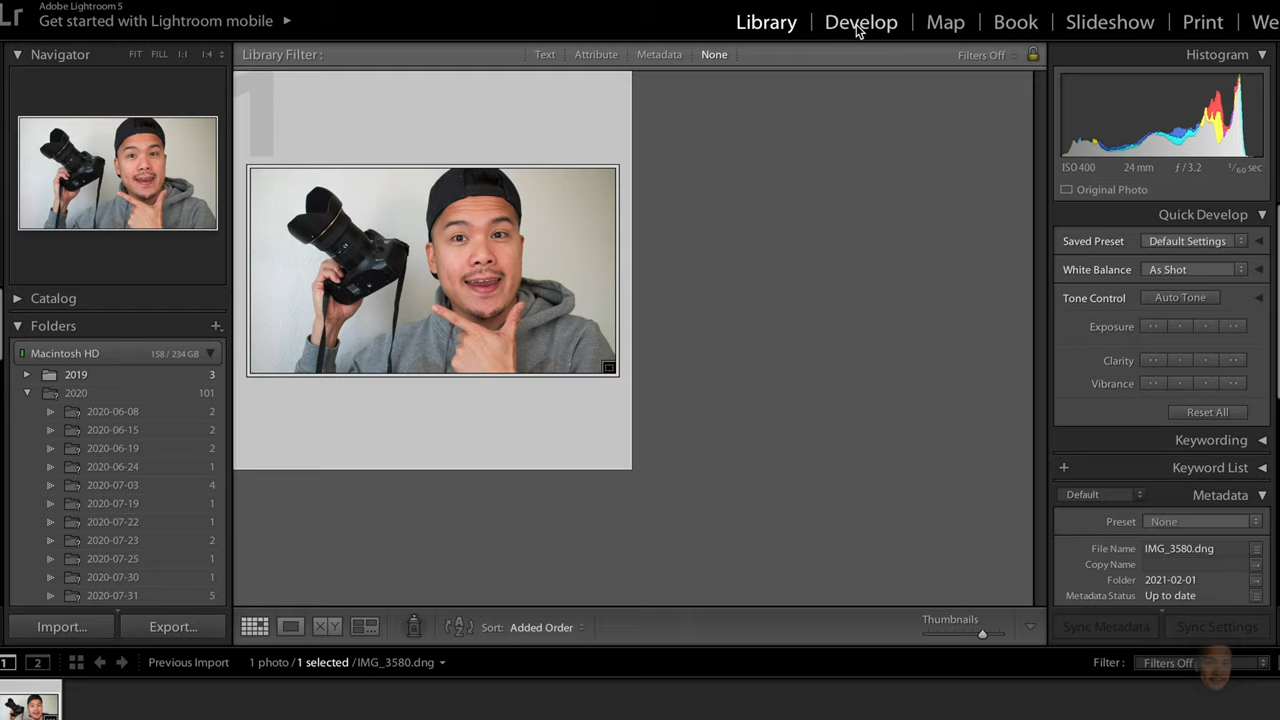 Adobe Lightroom 5
Lr Get started with Lightroom mobile
Library | Develop | Map | Book | Slideshow | Print | We
Navigator FIT FILL 1:1 1:4
Library Filter : Text Attribute Metadata None Filters Off
Histogram
1
ISO400 24 mm ƒ / 3.2 1/60 sec
Original Photo
Quick Develop
Saved Preset Default Settings
White Balance As Shot
Tone Control Auto Tone
Exposure
Clarity
Vibrance
Reset All
Keywording
Keyword List
Default Metadata
Preset None
File Name IMG_3580.dng
Copy Name
Folder 2021-02-01
Metadata Status Up to date
Sync Metadata Sync Settings
Catalog
Folders
Macintosh HD 158 / 234 GB
2019 3
2020 101
2020-06-08 2
2020-06-15 2
2020-06-19 2
2020-06-24 1
2020-07-03 4
2020-07-19 1
2020-07-22 1
2020-07-23 2
2020-07-25 1
2020-07-30 1
2020-07-31 5
Import... Export...
XY AZ Sort: Added Order Thumbnails
1 2 Previous Import 1 photo / 1 selected / IMG_3580.dng Filter : Filters Off